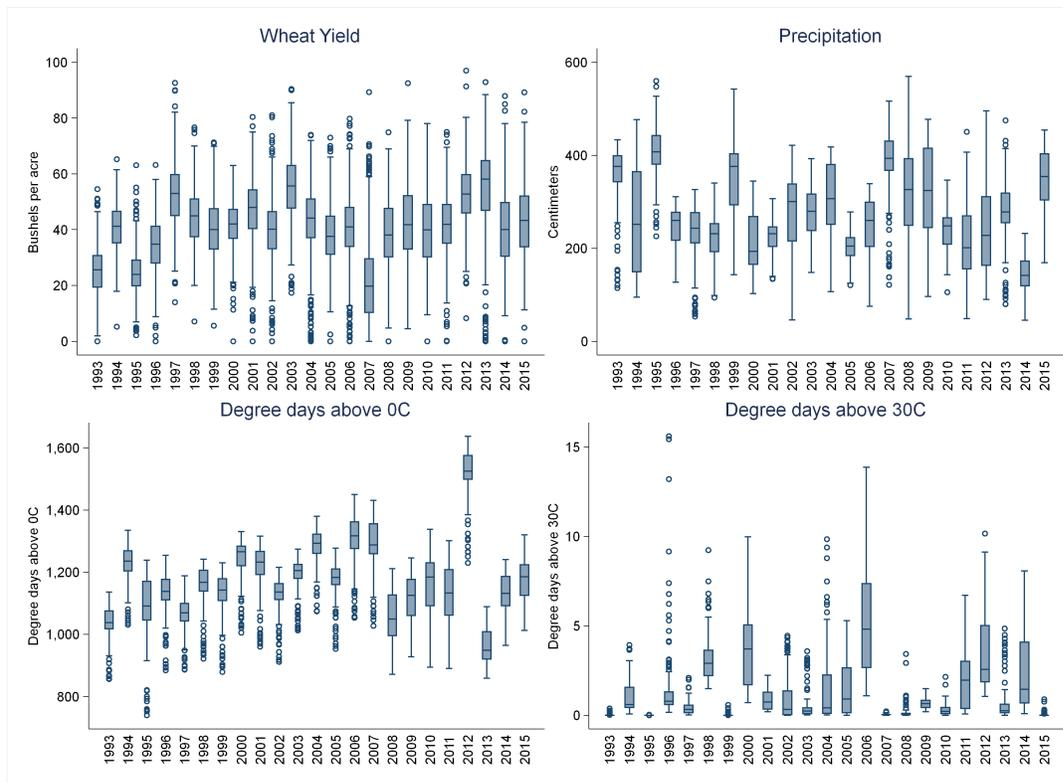 Wheat Yield
Bushels per acre
100
80
60
40
20
0
1993 1994 1995 1996 1997 1998 1999 2000 2001 2002 2003 2004 2005 2006 2007 2008 2009 2010 2011 2012 2013 2014 2015
Precipitation
Centimeters
600
400
200
0
1993 1994 1995 1996 1997 1998 1999 2000 2001 2002 2003 2004 2005 2006 2007 2008 2009 2010 2011 2012 2013 2014 2015
Degree days above 0C
Degree days above 0C
1,600
1,400
1,200
1,000
800
1993 1994 1995 1996 1997 1998 1999 2000 2001 2002 2003 2004 2005 2006 2007 2008 2009 2010 2011 2012 2013 2014 2015
Degree days above 30C
Degree days above 30C
15
10
5
0
1993 1994 1995 1996 1997 1998 1999 2000 2001 2002 2003 2004 2005 2006 2007 2008 2009 2010 2011 2012 2013 2014 2015